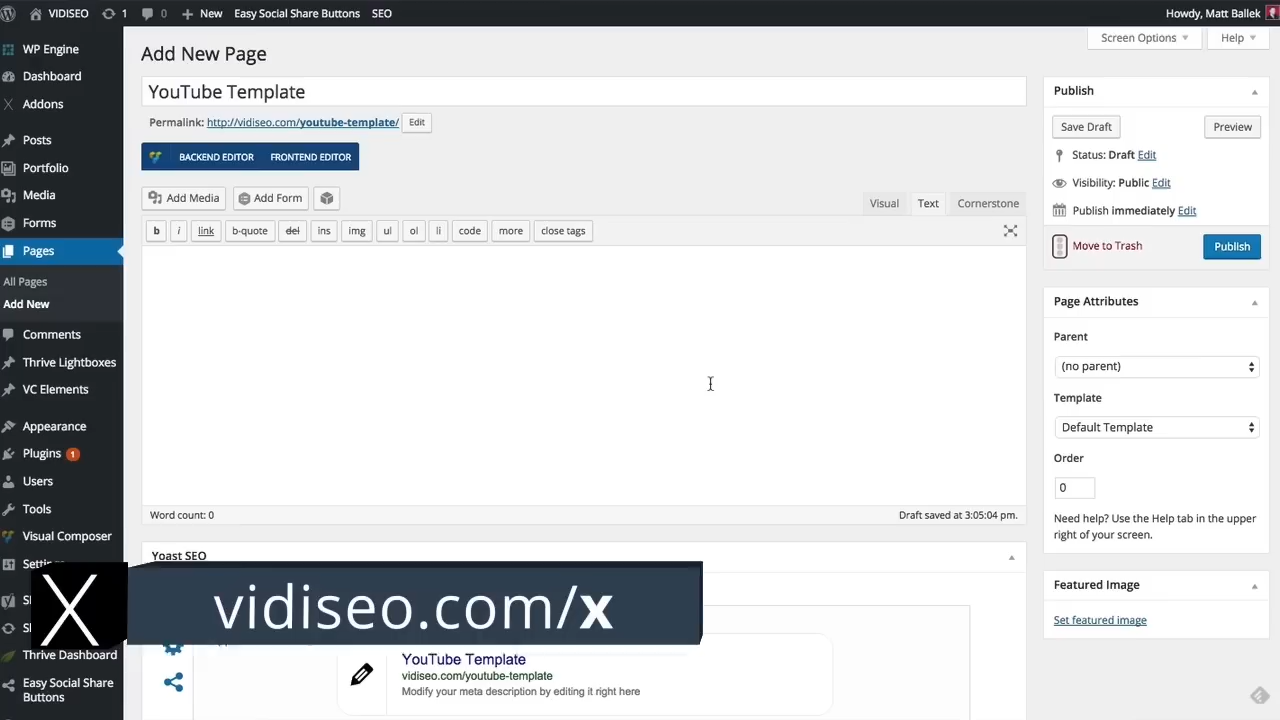 VIDISEO 1 0 New Easy Social Share Buttons SEO Howdy, Matt Ballek
WP Engine
Dashboard
Addons
Posts
Portfolio
Media
Forms
Pages
All Pages
Add New
Comments
Thrive Lightboxes
VC Elements
Appearance
Plugins 1
Users
Tools
Visual Composer
Thrive Dashboard
Easy Social Share
Buttons
Screen Options Help
Add New Page
YouTube Template
Permalink: http://vidiseo.com/youtube-template/ Edit
BACKEND EDITOR FRONTEND EDITOR
Add Media Add Form Visual Text Cornerstone
b i link b-quote del ins img ul ol li code more close tags
Word count: 0 Draft saved at 3:05:04 pm.
Yoast SEO
X vidiseo.com/x
YouTube Template
vidiseo.com/youtube-template
Modify your meta description by editing it right here
Publish
Save Draft Preview
Status: Draft Edit
Visibility: Public Edit
Publish immediately Edit
Move to Trash Publish
Page Attributes
Parent
(no parent)
Template
Default Template
Order
0
Need help? Use the Help tab in the upper
right of your screen.
Featured Image
Set featured image